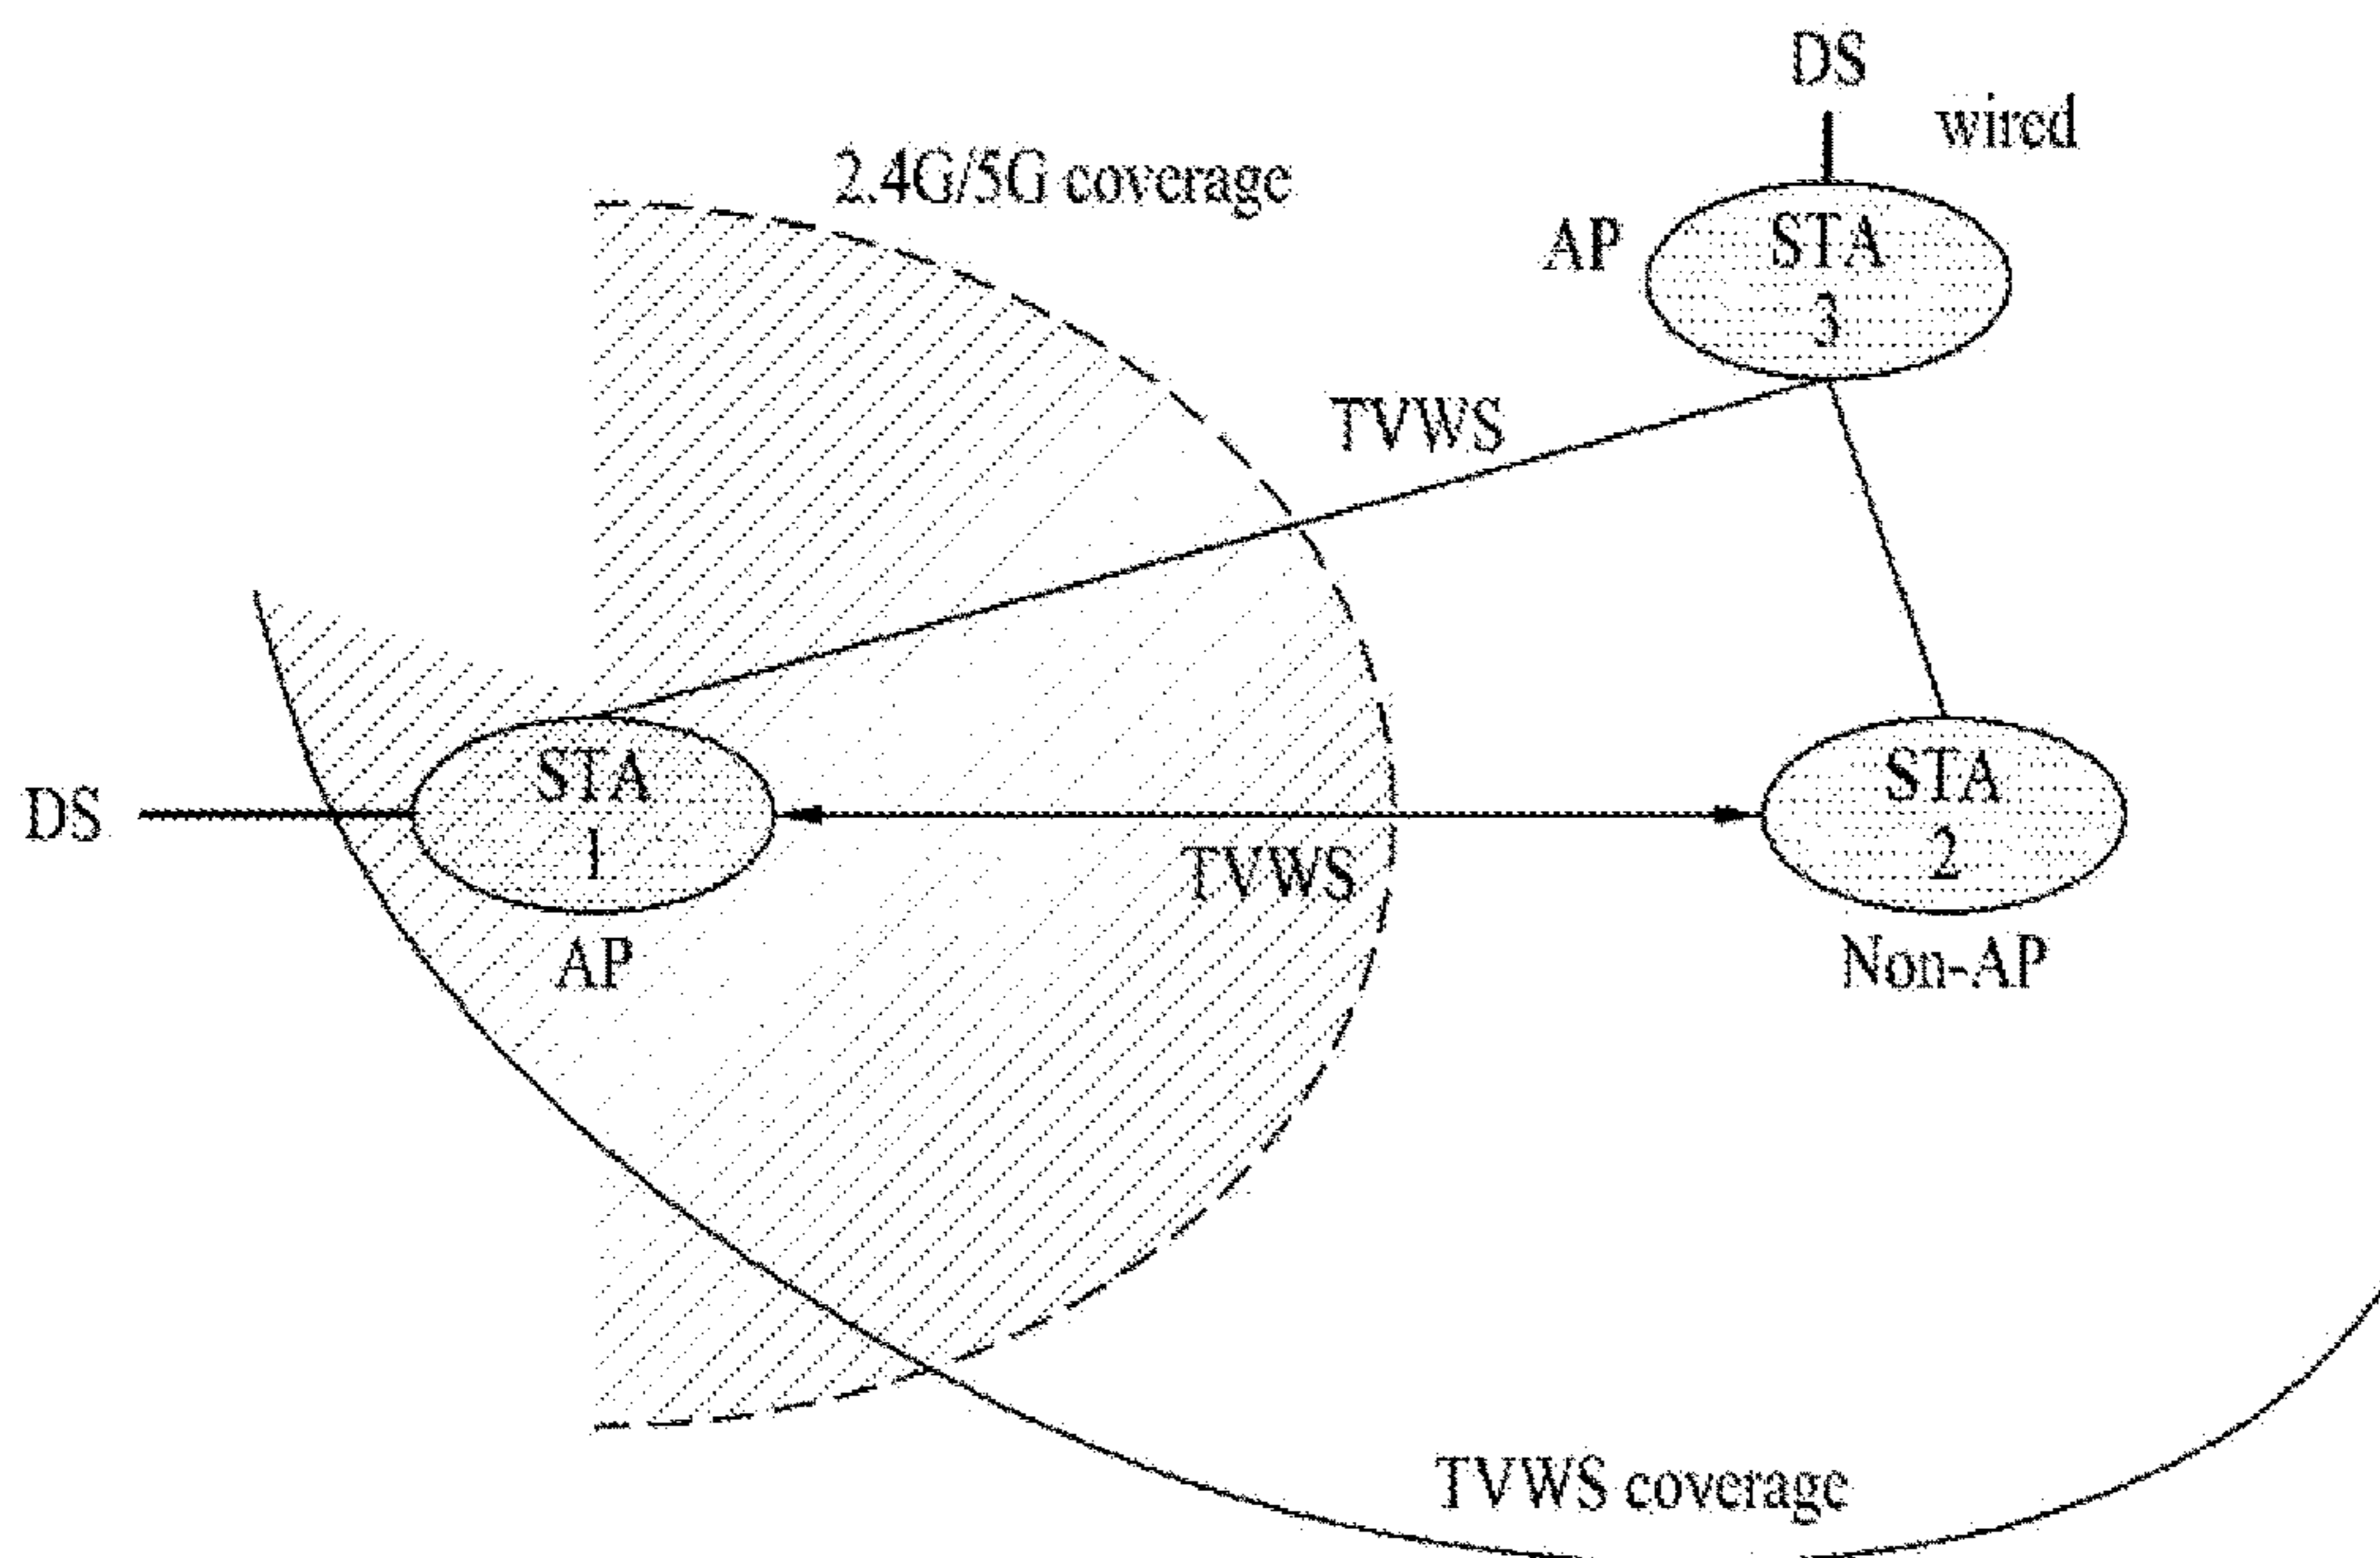 DS
wired
2.4G/5G coverage
AP
STA
3
TVWS
DS
STA
1
STA
2
TVWS
AP
Non-AP
TVWS coverage